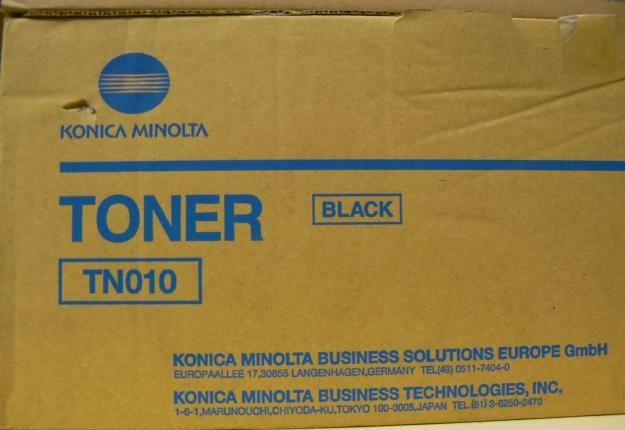 KONICA MINOLTA
TONER BLACK
TN010
KONICA MINOLTA BUSINESS SOLUTIONS EUROPE GmbH
EUROPAALLEE 17,30855 LANGENHAGEN,GERMANY TEL(49) 0511-7404-0
KONICA MINOLTA BUSINESS TECHNOLOGIES, INC.
1-6-1,MARUNOUCHI,CHIYODA-KU,TOKYO 100-0005,JAPAN TEL.(81) 3-6250-2470